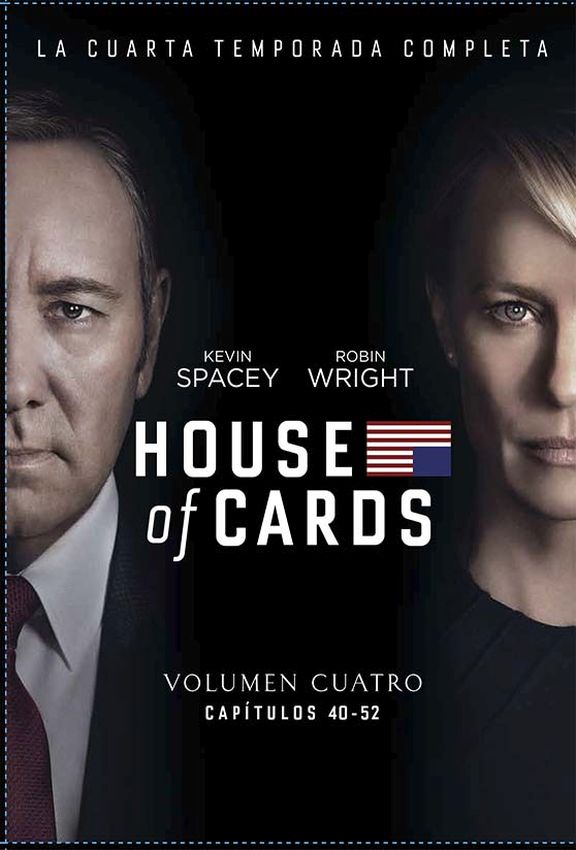 LA CUARTA TEMPORADA COMPLETA
KEVIN ROBIN
SPACEY WRIGHT
HOUSE
of CARDS
VOLUMEN CUATRO
CAPÍTULOS 40-52